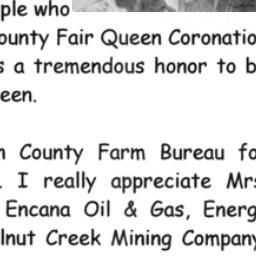 ple who
ounty Fair Queen Coronatio
s a tremendous honor to b
een.
n County Farm Bureau fo
. I really appreciate Mrs
Encana Oil & Gas, Energ
lnut Creek Mining Company